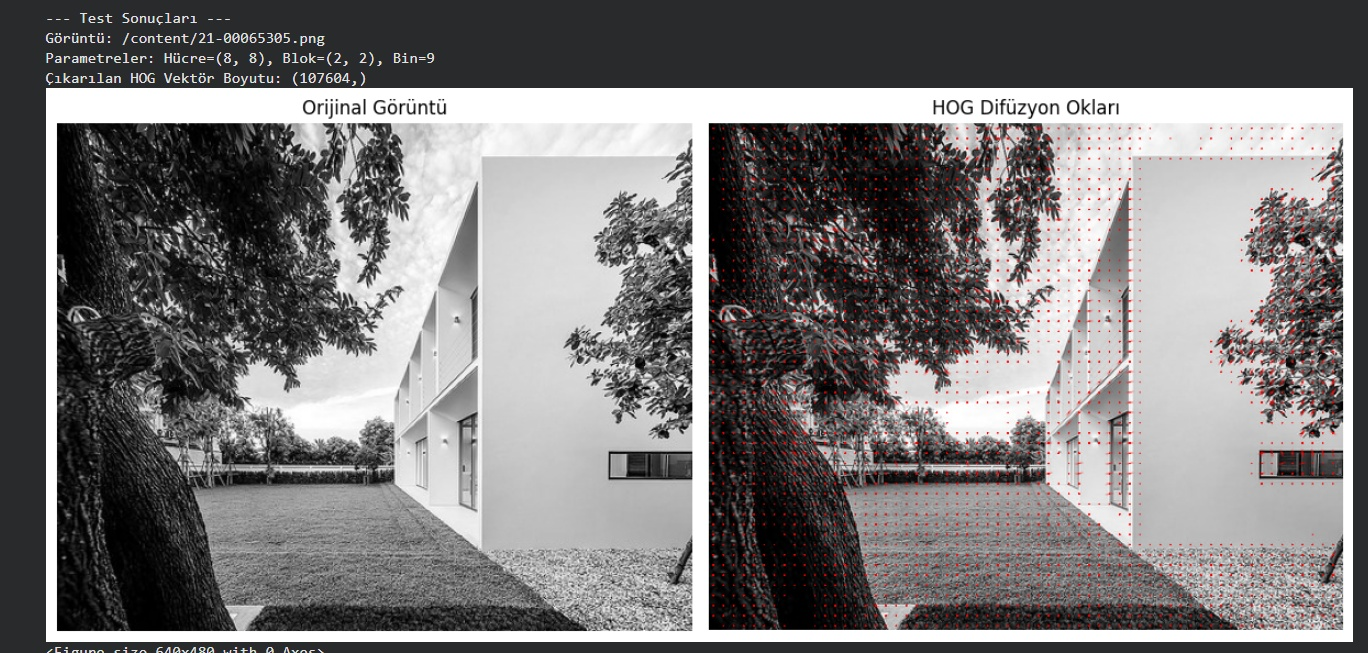 --- Test Sonuçları ---
Görüntü: /content/21-00065305.png
Parametreler: Hücre=(8, 8), Blok=(2, 2), Bin=9
Çıkarılan HOG Vektör Boyutu: (107604,)
Orijinal Görüntü
HOG Difüzyon Okları
<Figure size 640x480 with 0 Axes>